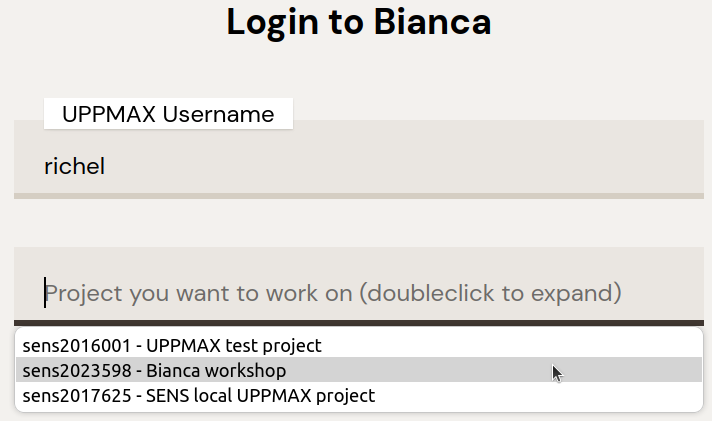 Login to Bianca
UPPMAX Username
richel
Project you want to work on (doubleclick to expand)
sens2016001 - UPPMAX test project
sens2023598 - Bianca workshop
sens2017625 - SENS local UPPMAX project